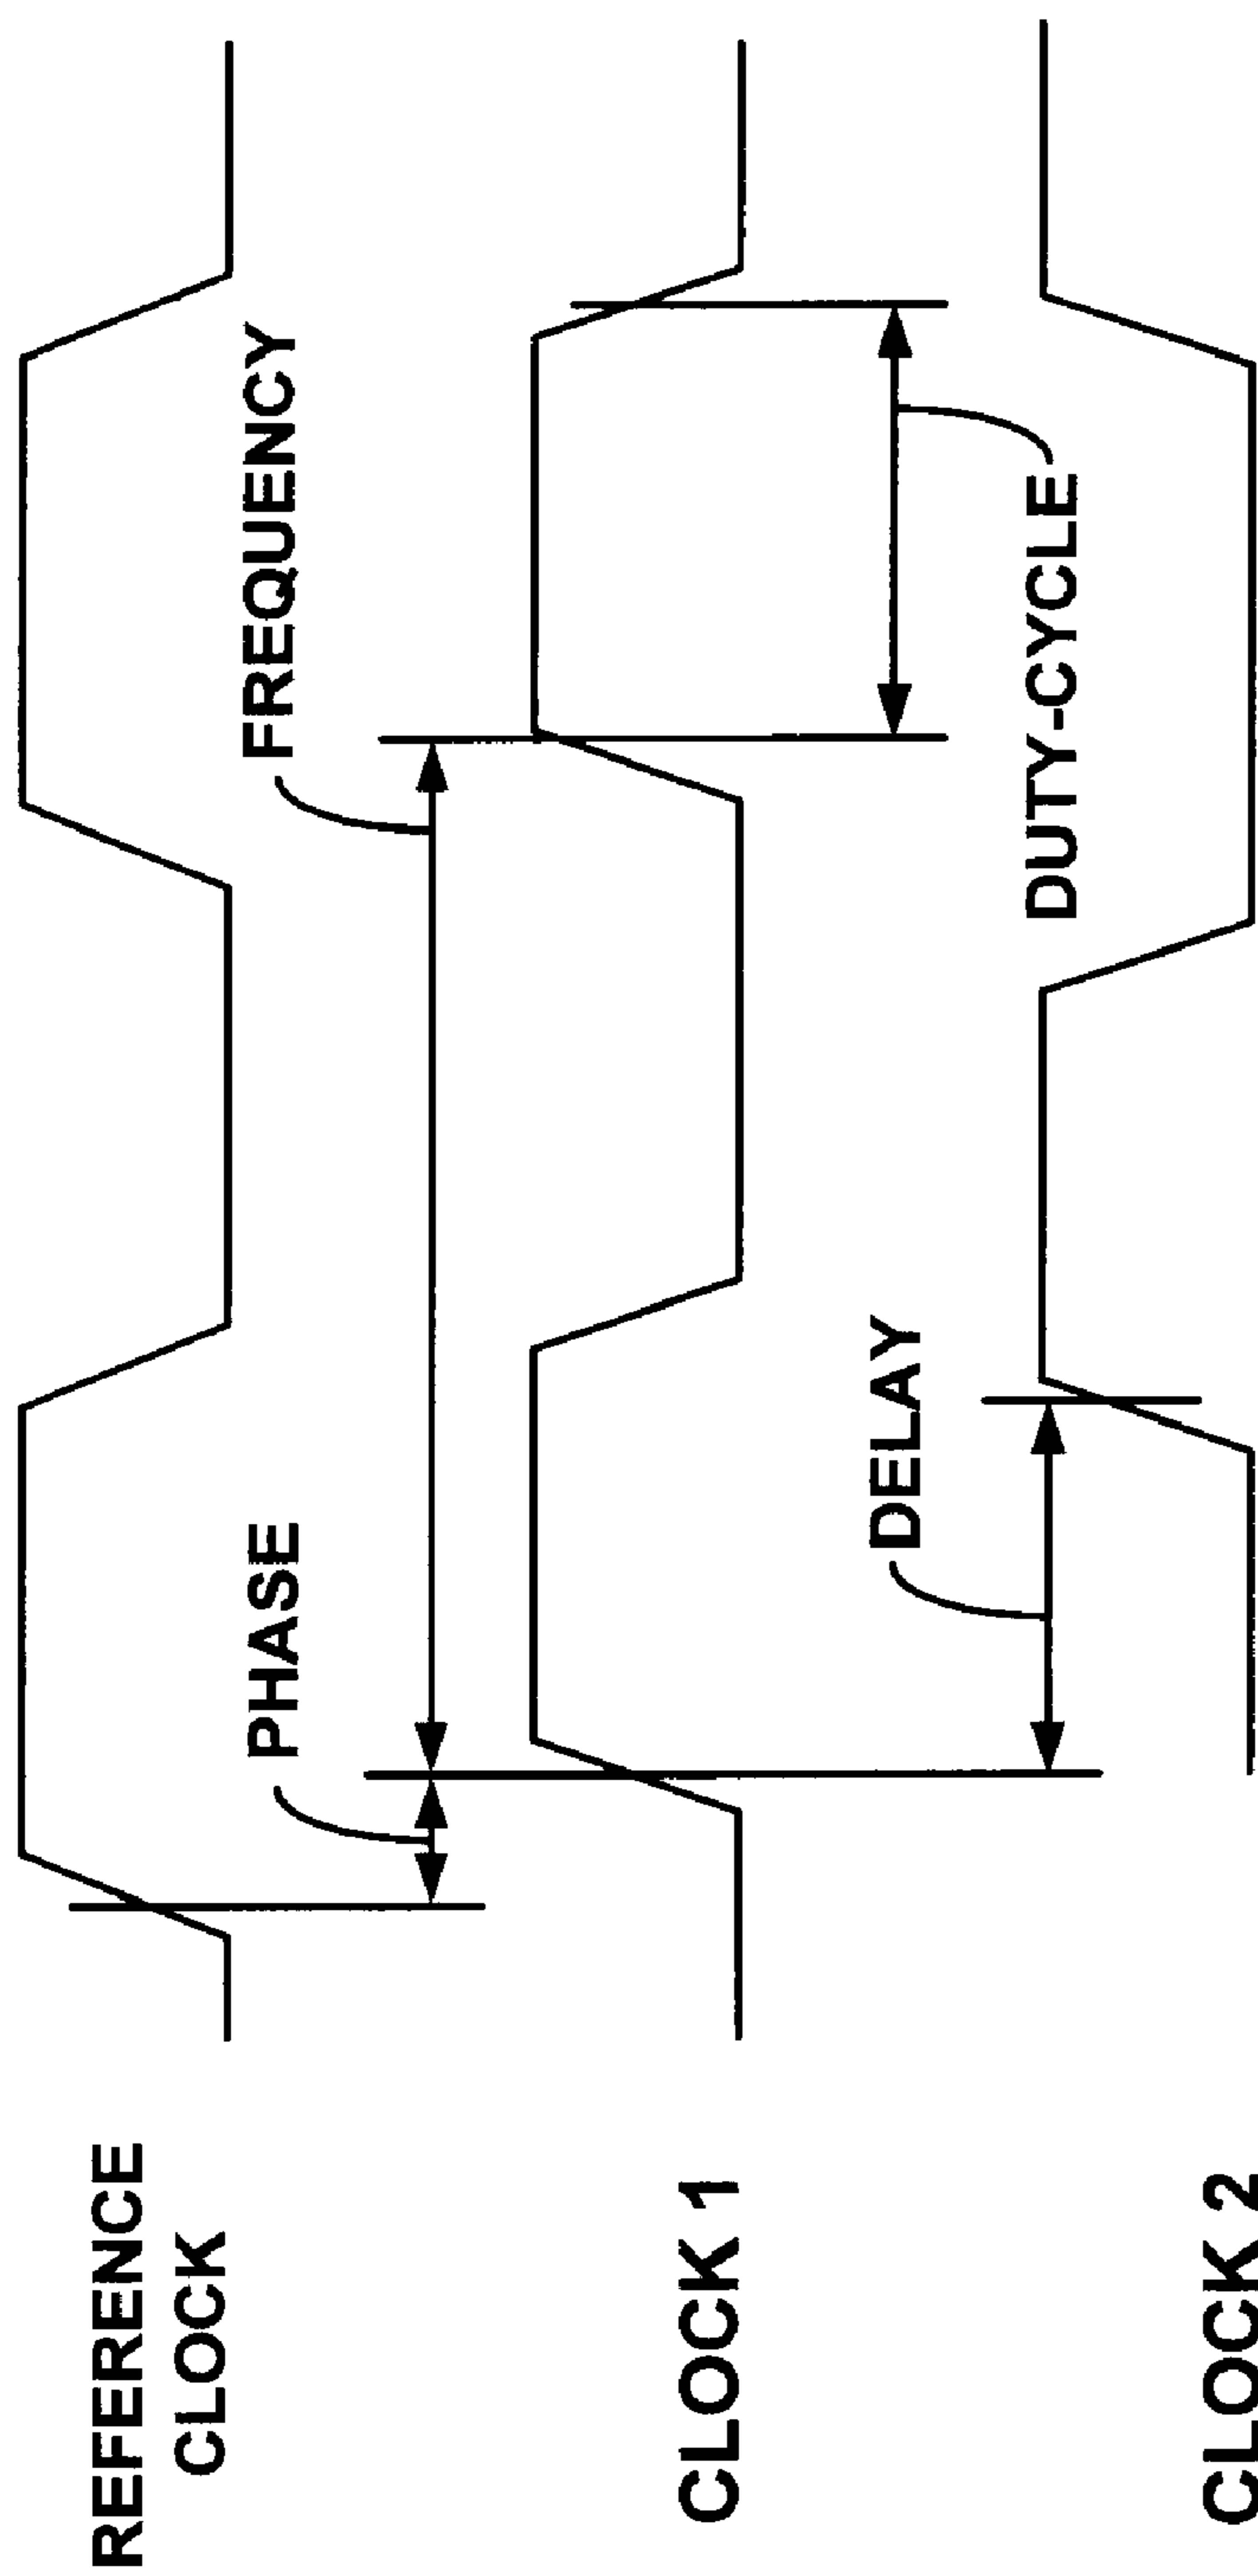 REFERENCE
CLOCK
PHASE
FREQUENCY
CLOCK 1
DELAY
DUTY-CYCLE
CLOCK 2